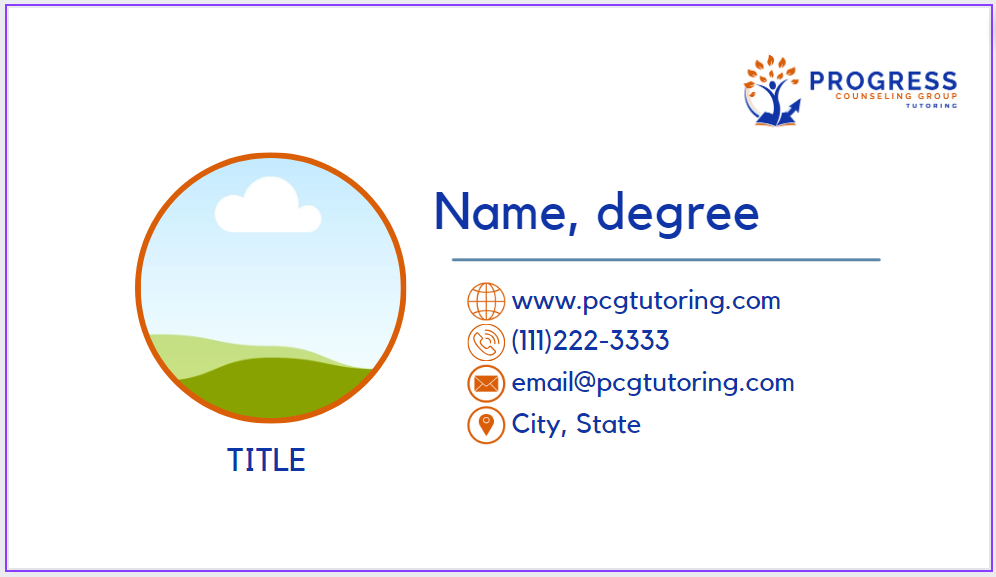 PROGRESS
COUNSELING GROUP
TUTORING
Name, degree
www.pcgtutoring.com
(111)222-3333
email@pcgtutoring.com
City, State
TITLE